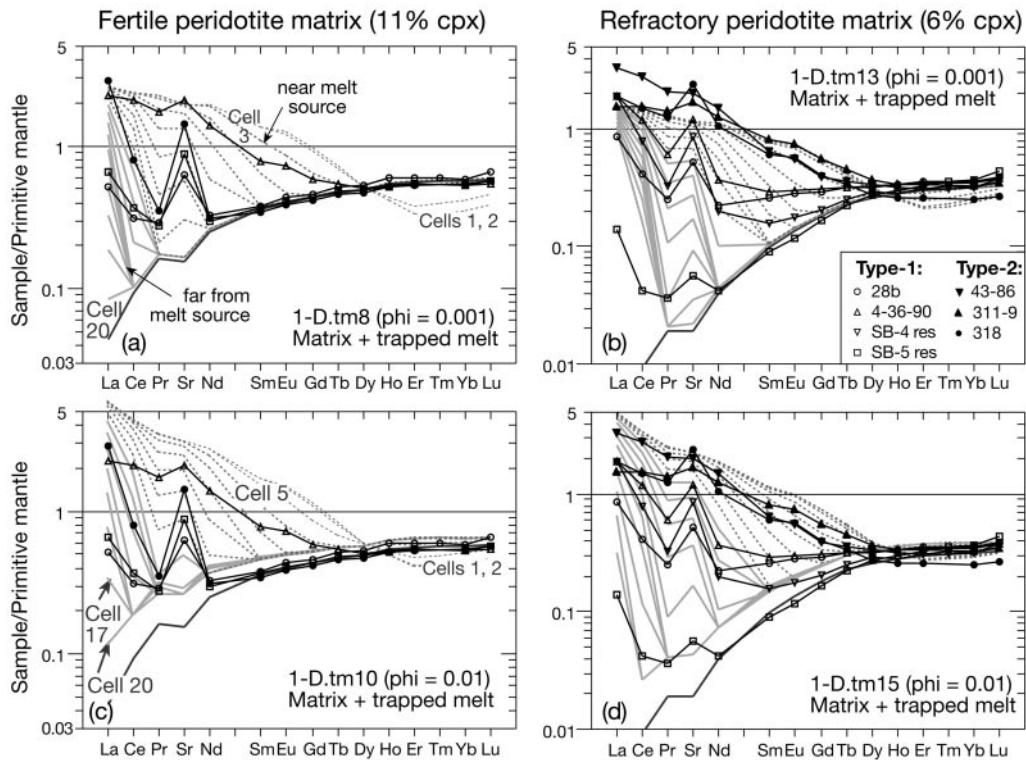 Fertile peridotite matrix (11% cpx)
Refractory peridotite matrix (6% cpx)
Sample/Primitive mantle
5
1
0.1
0.03
near melt
source
Cell
3
Cells 1, 2
Cell
20
far from
melt source
(a)
1-D.tm8 (phi = 0.001)
Matrix + trapped melt
La Ce Pr Sr Nd Sm Eu Gd Tb Dy Ho Er Tm Yb Lu
5
1
0.1
0.01
1-D.tm13 (phi = 0.001)
Matrix + trapped melt
(b)
Type-1: Type-2:
28b 43-86
4-36-90 311-9
SB-4 res 318
SB-5 res
La Ce Pr Sr Nd Sm Eu Gd Tb Dy Ho Er Tm Yb Lu
Sample/Primitive mantle
5
1
0.1
0.03
Cell 5
Cells 1, 2
Cell
17
Cell 20
(c)
1-D.tm10 (phi = 0.01)
Matrix + trapped melt
La Ce Pr Sr Nd Sm Eu Gd Tb Dy Ho Er Tm Yb Lu
5
1
0.1
0.01
(d)
1-D.tm15 (phi = 0.01)
Matrix + trapped melt
La Ce Pr Sr Nd Sm Eu Gd Tb Dy Ho Er Tm Yb Lu